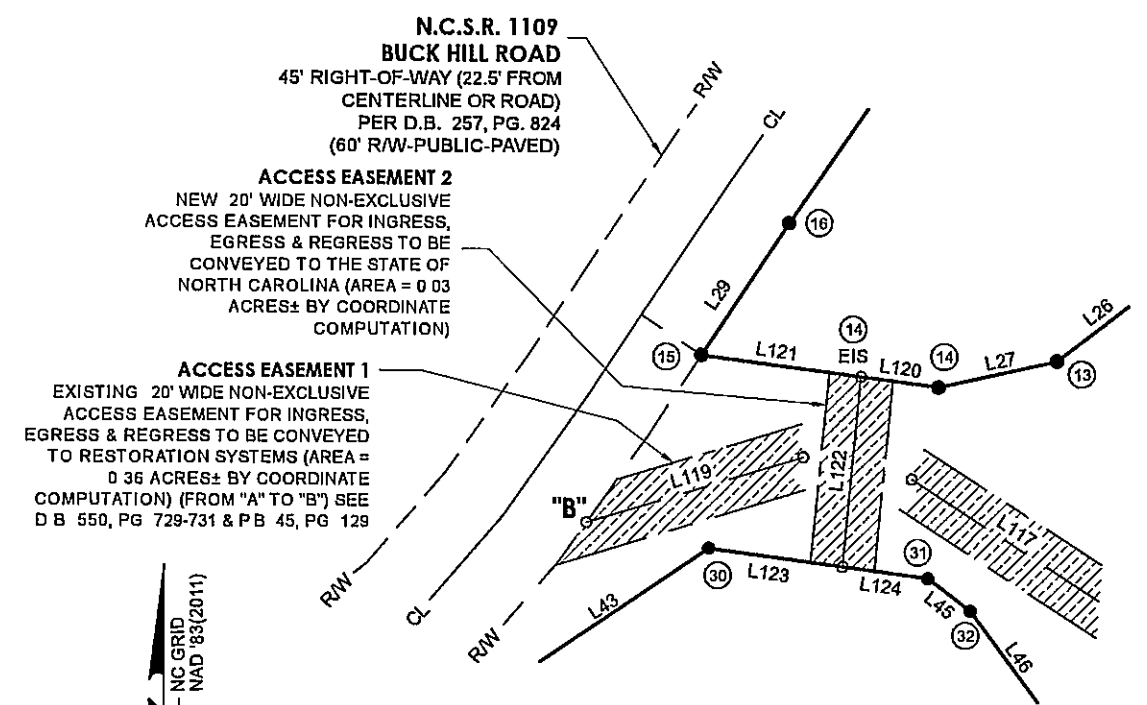 N.C.S.R. 1109
BUCK HILL ROAD
45' RIGHT-OF-WAY (22.5' FROM
CENTERLINE OR ROAD)
PER D.B. 257, PG. 824
(60' R/W-PUBLIC-PAVED)
ACCESS EASEMENT 2
NEW 20' WIDE NON-EXCLUSIVE
ACCESS EASEMENT FOR INGRESS,
EGRESS & REGRESS TO BE
CONVEYED TO THE STATE OF
NORTH CAROLINA (AREA = 0 03
ACRES± BY COORDINATE
COMPUTATION)
ACCESS EASEMENT 1
EXISTING 20' WIDE NON-EXCLUSIVE
ACCESS EASEMENT FOR INGRESS,
EGRESS & REGRESS TO BE CONVEYED
TO RESTORATION SYSTEMS (AREA =
0 36 ACRES± BY COORDINATE
COMPUTATION) (FROM "A" TO "B") SEE
D B 550, PG 729-731 & P B 45, PG 129
R/W
CL
16
L29
15
L121
14
EIS
L120
14
L27
13
L26
L119
"B"
L122
L117
30
L123
L124
31
L45
32
L46
L43
R/W
CL
R/W
NC GRID
NAD '83(2011)